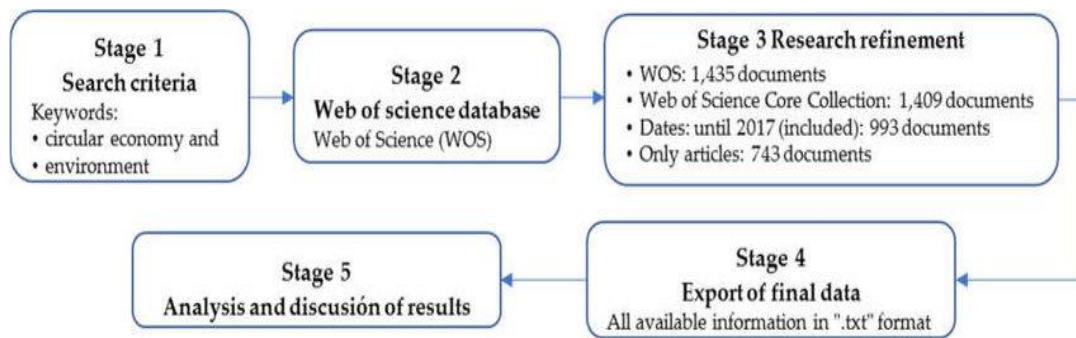 Stage 1
Search criteria
Keywords:
• circular economy and
• environment
Stage 2
Web of science database
Web of Science (WOS)
Stage 3 Research refinement
• WOS: 1,435 documents
• Web of Science Core Collection: 1,409 documents
• Dates: until 2017 (included): 993 documents
• Only articles: 743 documents
Stage 4
Export of final data
All available information in ".txt" format
Stage 5
Analysis and discusión of results